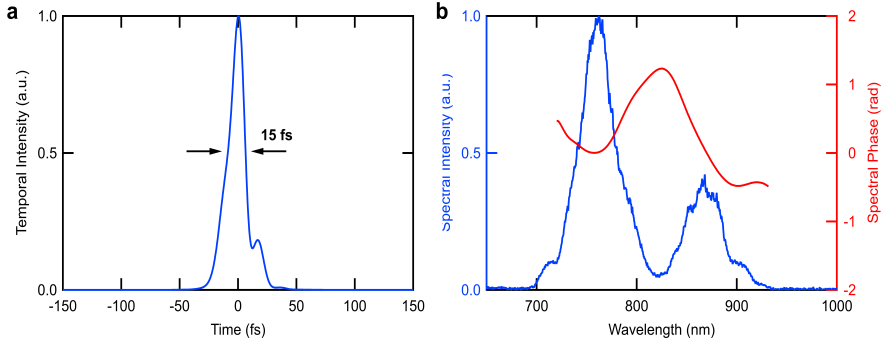 a
1.0
0.5
0.0
Temporal Intensity (a.u.)
15 fs
-150
-100
-50
0
50
100
150
Time (fs)
b
1.0
0.5
0.0
Spectral Intensity (a.u.)
2
1
0
-1
-2
Spectral Phase (rad)
700
800
900
1000
Wavelength (nm)